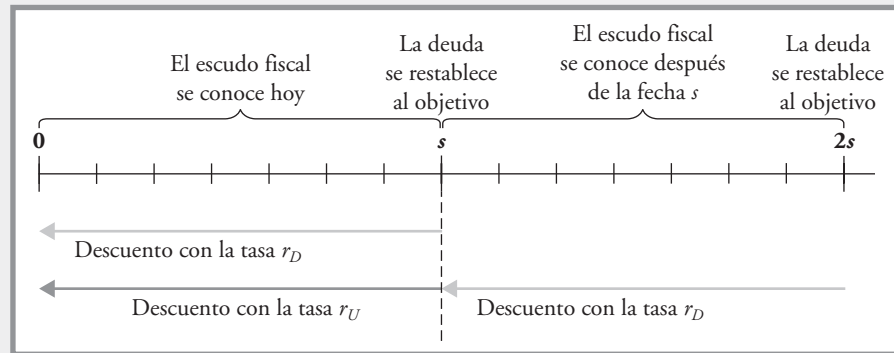 El escudo fiscal
se conoce hoy
La deuda
se restablece
al objetivo
El escudo fiscal
se conoce después
de la fecha s
La deuda
se restablece
al objetivo
0
s
2s
Descuento con la tasa r_D
Descuento con la tasa r_U
Descuento con la tasa r_D